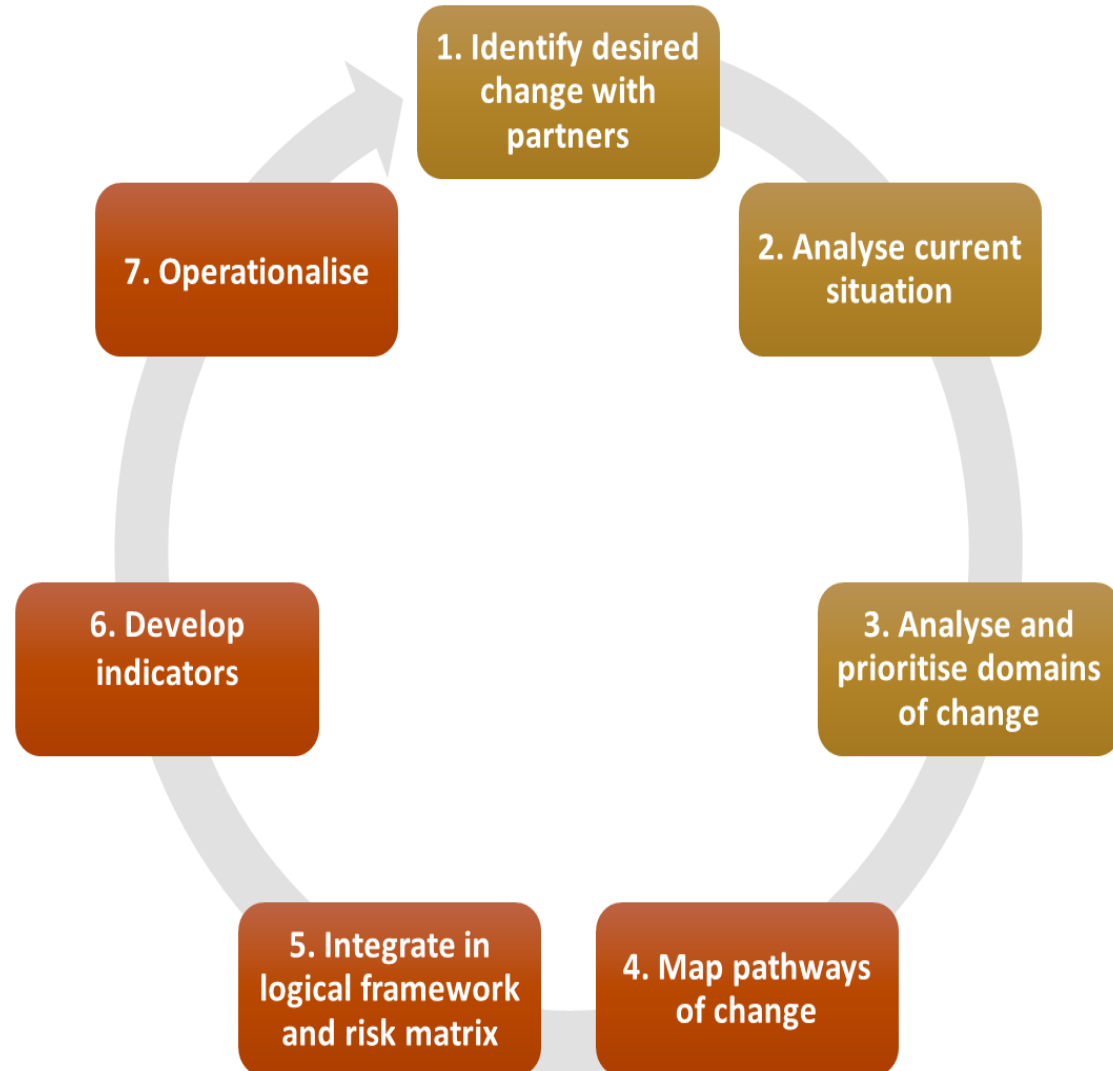 1. Identify desired
change with
partners
2. Analyse current
situation
3. Analyse and
prioritise domains
of change
4. Map pathways
of change
5. Integrate in
logical framework
and risk matrix
6. Develop
indicators
7. Operationalise